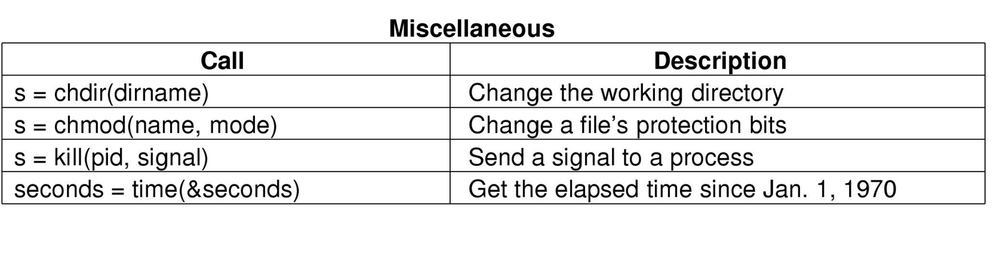 Miscellaneous
Call Description
s = chdir(dirname) Change the working directory
s = chmod(name, mode) Change a file’s protection bits
s = kill(pid, signal) Send a signal to a process
seconds = time(&seconds) Get the elapsed time since Jan. 1, 1970